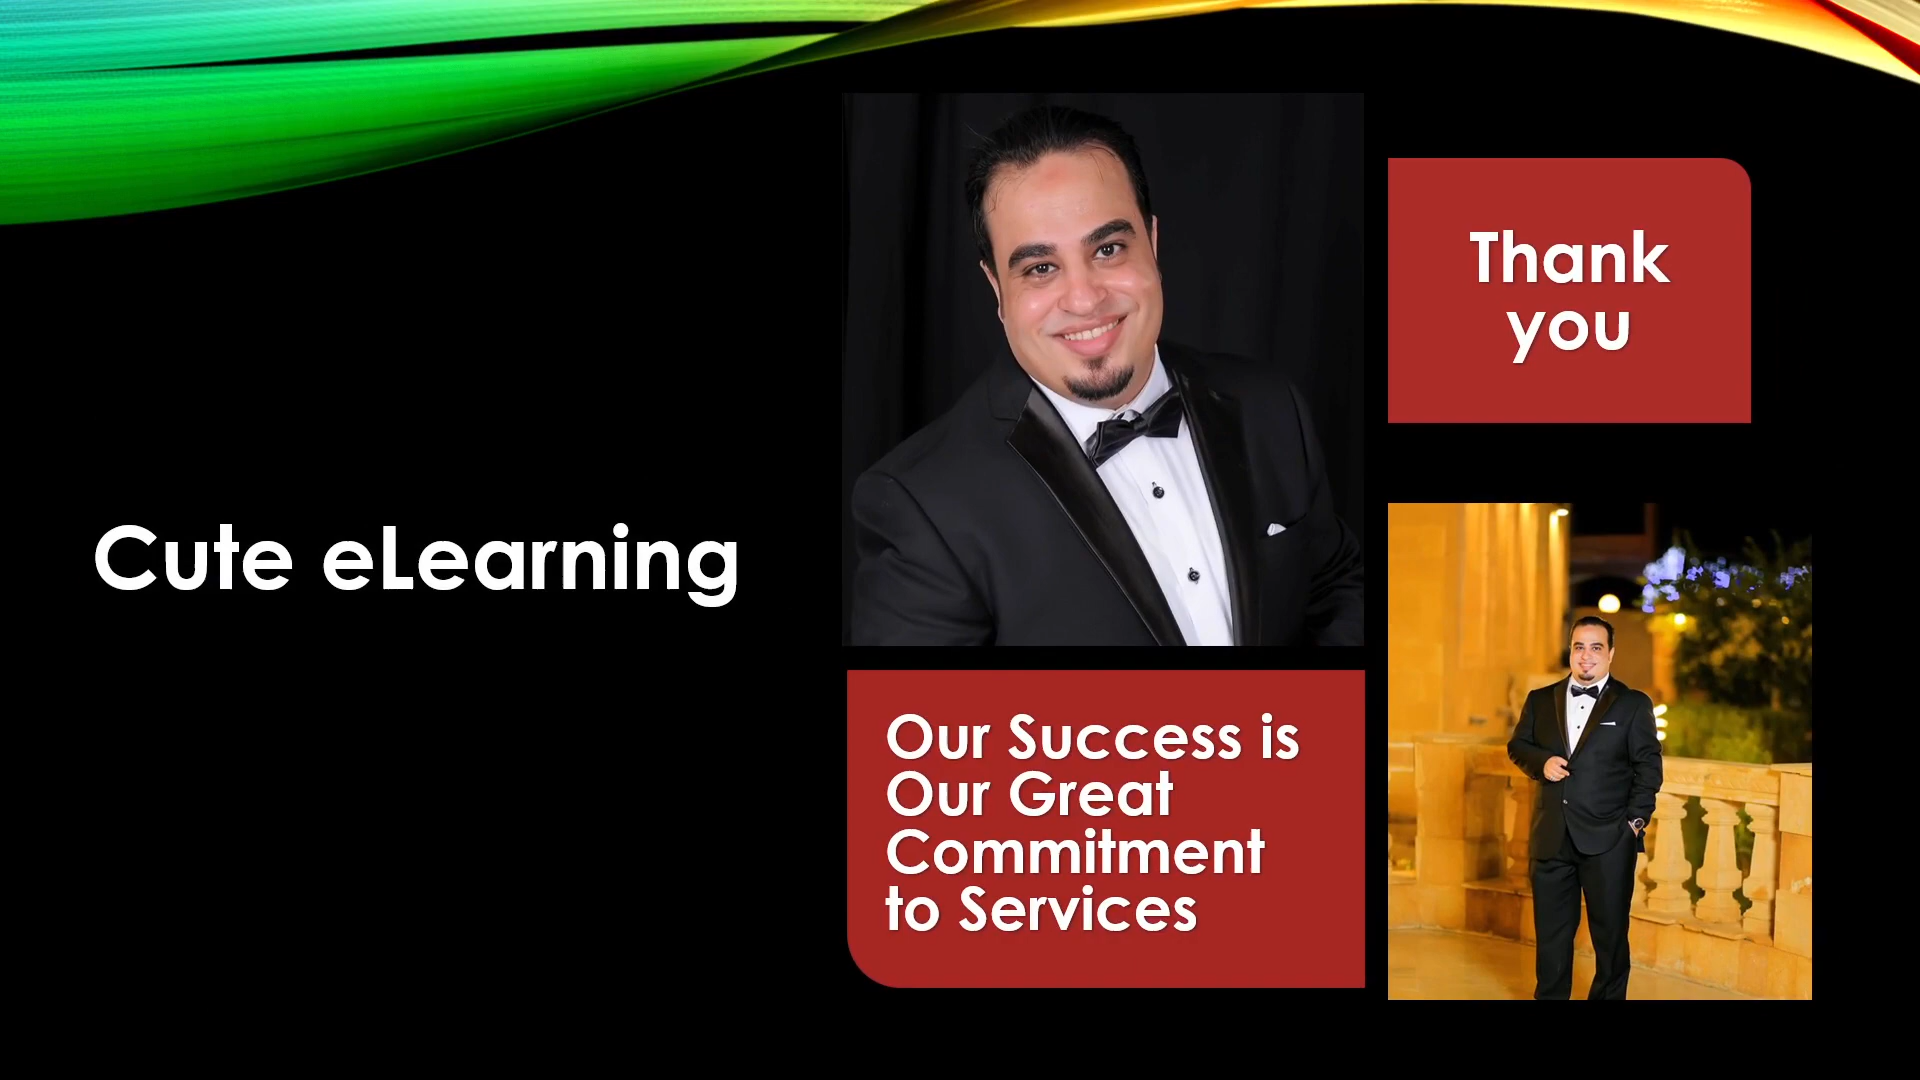 Cute eLearning
Thank
you
Our Success is
Our Great
Commitment
to Services